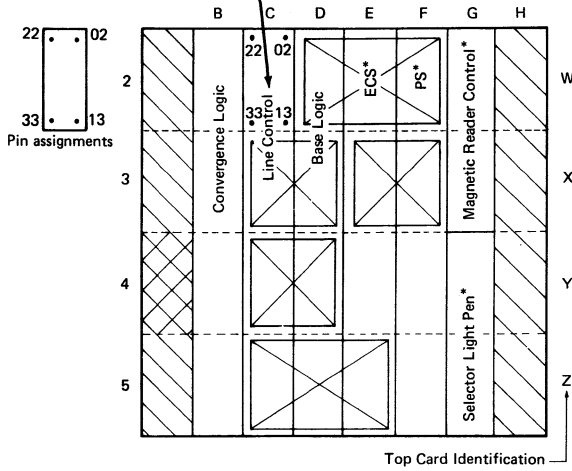 B C D E F G H
22 02
33 13
Pin assignments
2 W
3 X
4 Y
5 Z
22 02
33 13
Convergence Logic
Line Control
Base Logic
ECS*
PS*
Magnetic Reader Control*
Selector Light Pen*
Top Card Identification